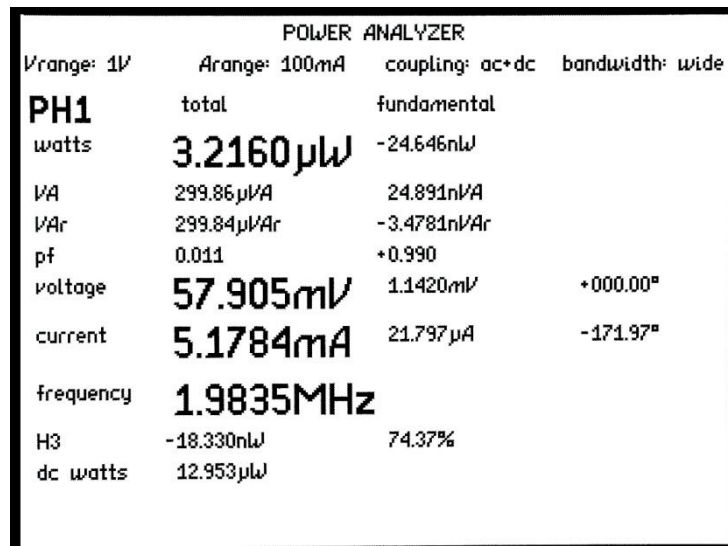 POWER ANALYZER
Vrange: 1V Arange: 100mA coupling: ac+dc bandwidth: wide
PH1 total fundamental
watts 3.2160µW -24.646nW
VA 299.86µVA 24.891nVA
VAr 299.84µVAr -3.4781nVAr
pf 0.011 +0.990
voltage 57.905mV 1.1420mV +000.00°
current 5.1784mA 21.797µA -171.97°
frequency 1.9835MHz
H3 -18.330nW 74.37%
dc watts 12.953µW